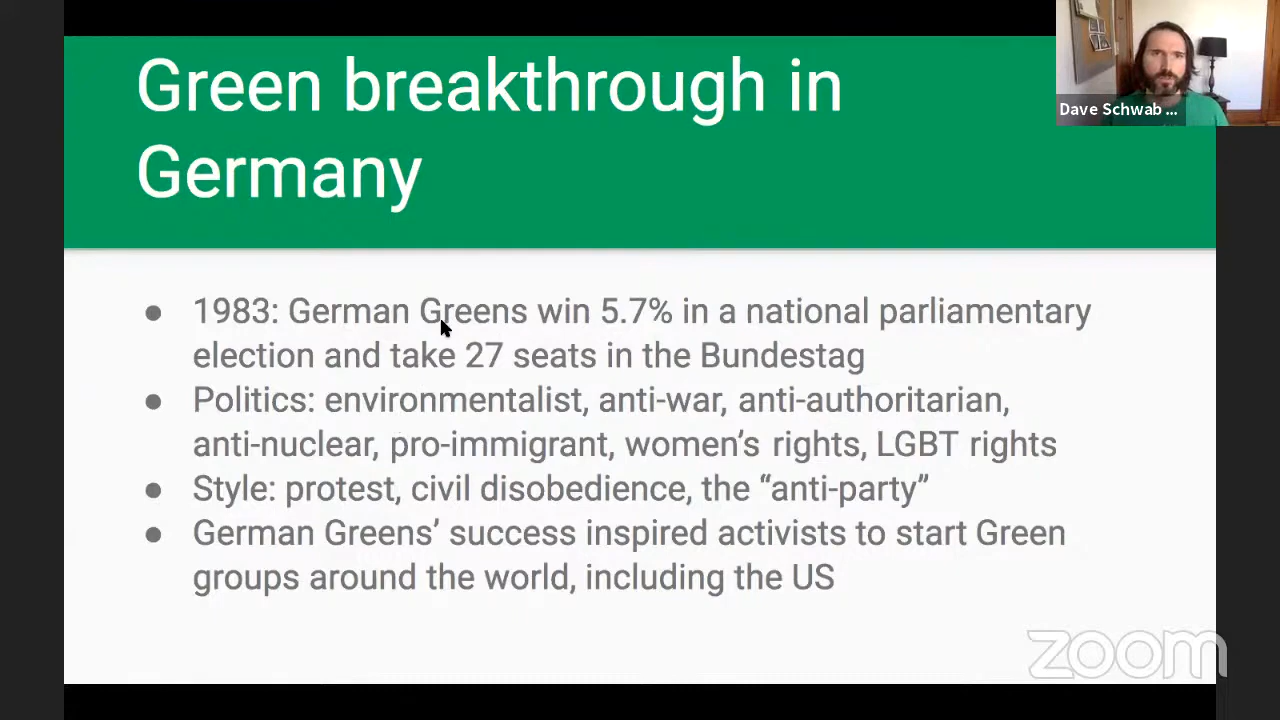 Green breakthrough in
Germany
Dave Schwab ...
● 1983: German Greens win 5.7% in a national parliamentary
election and take 27 seats in the Bundestag
● Politics: environmentalist, anti-war, anti-authoritarian,
anti-nuclear, pro-immigrant, women’s rights, LGBT rights
● Style: protest, civil disobedience, the “anti-party”
● German Greens’ success inspired activists to start Green
groups around the world, including the US
zoom